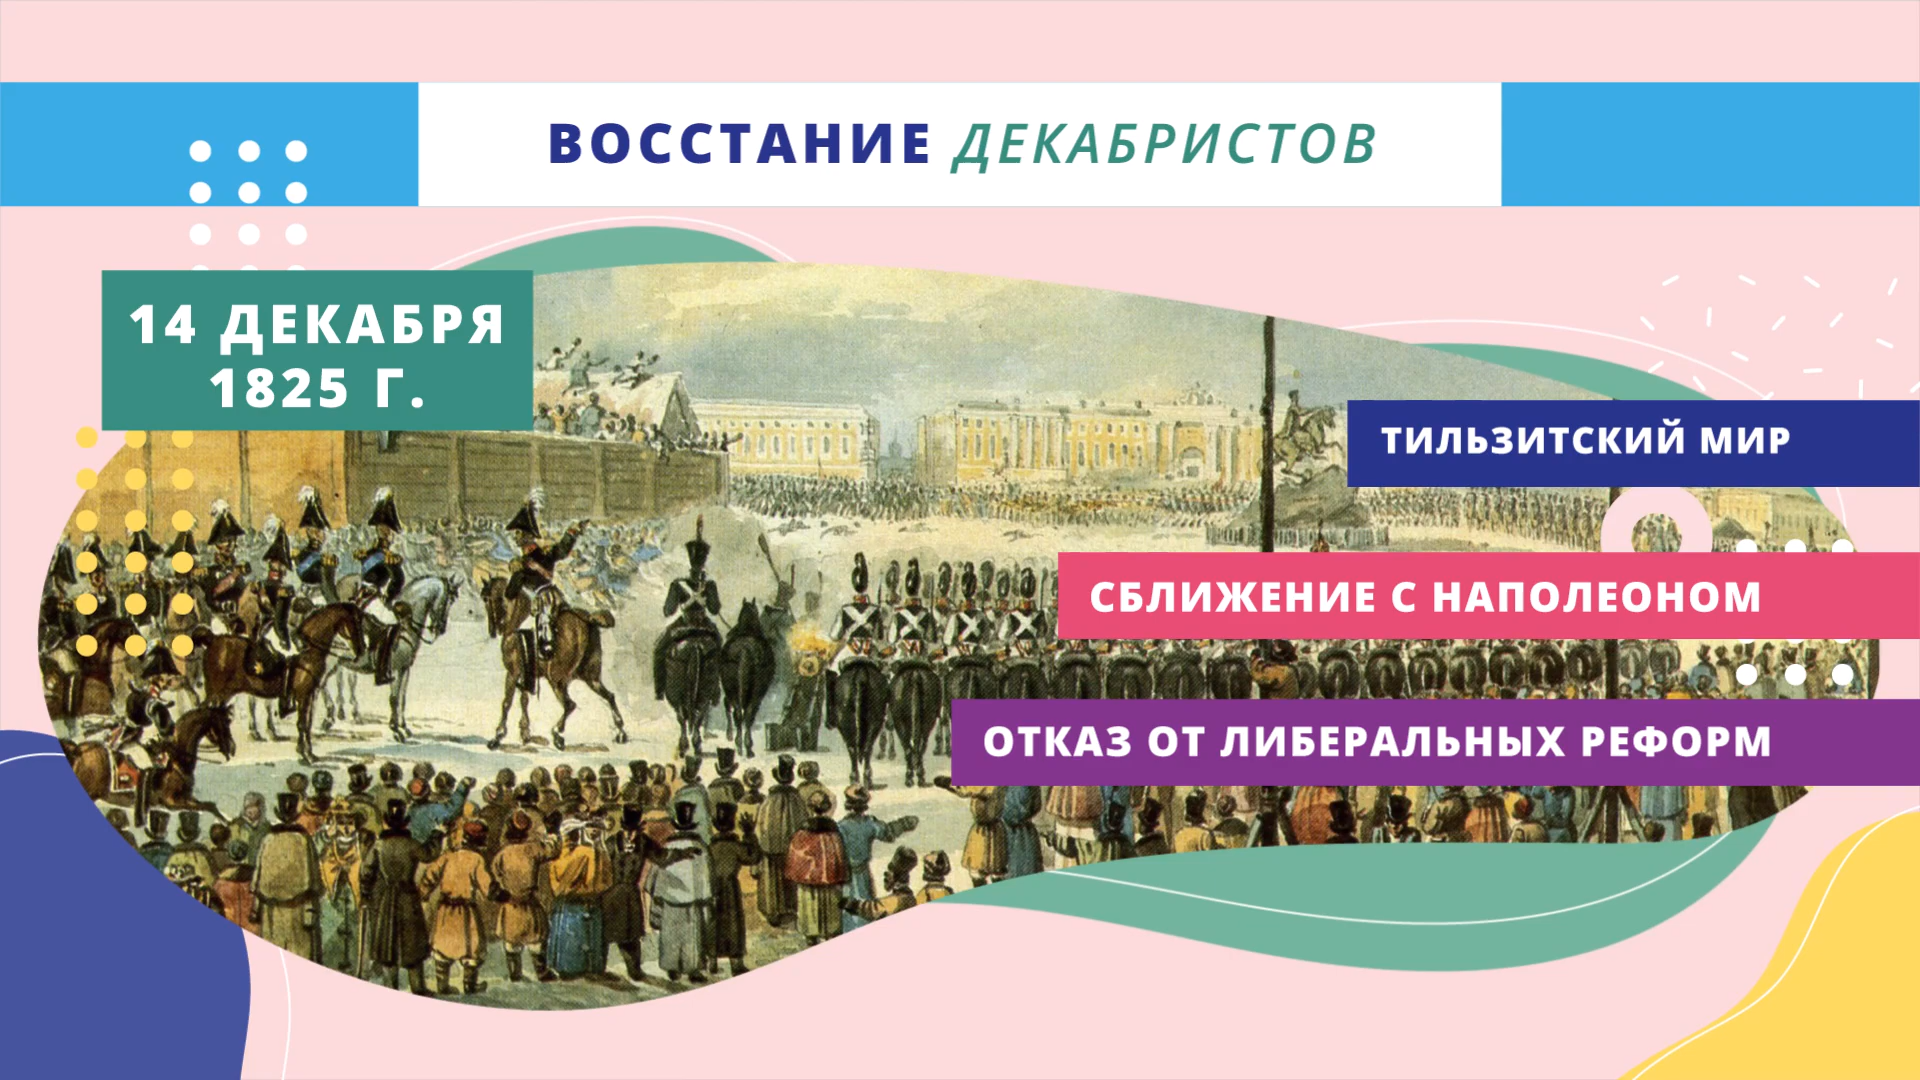 ВОССТАНИЕ ДЕКАБРИСТОВ
14 ДЕКАБРЯ
1825 Г.
ТИЛЬЗИТСКИЙ МИР
СБЛИЖЕНИЕ С НАПОЛЕОНОМ
ОТКАЗ ОТ ЛИБЕРАЛЬНЫХ РЕФОРМ